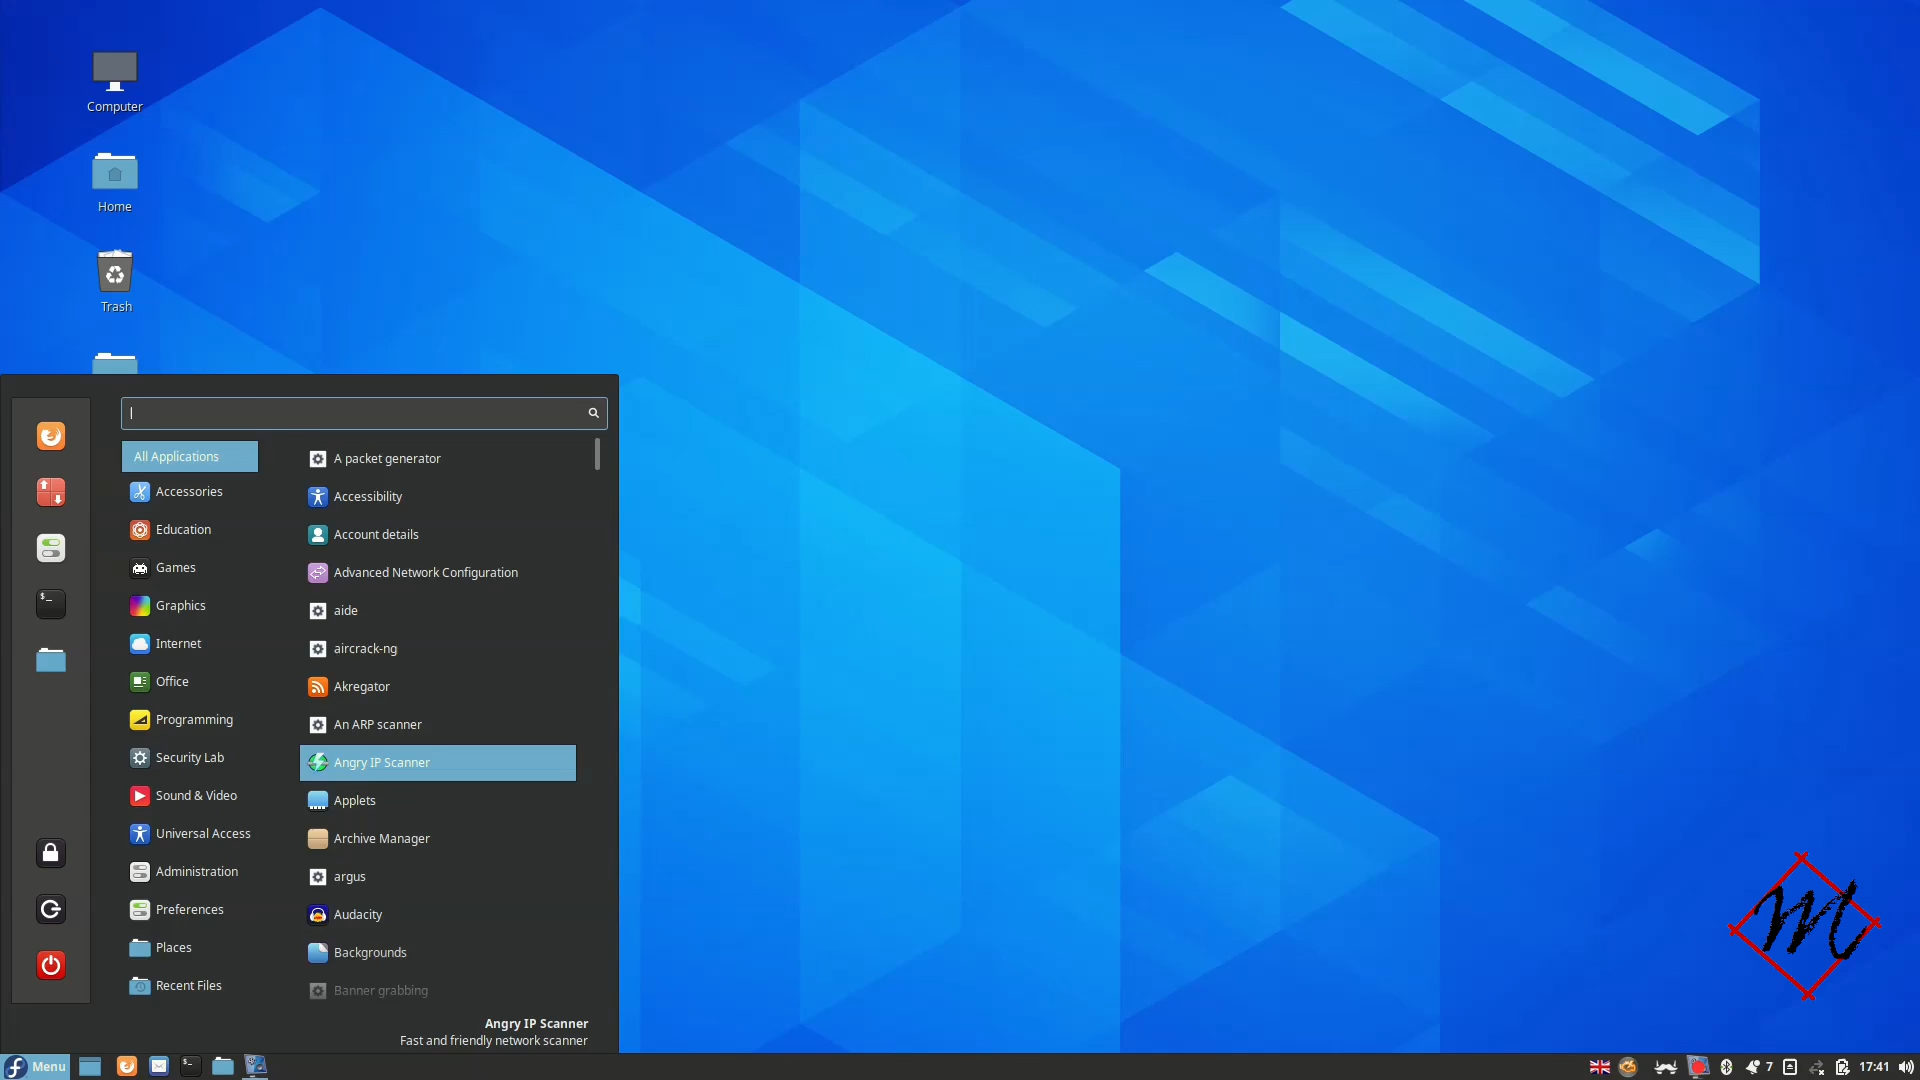 Computer
Home
Trash
All Applications
Accessories
Education
Games
Graphics
Internet
Office
Programming
Security Lab
Sound & Video
Universal Access
Administration
Preferences
Places
Recent Files
A packet generator
Accessibility
Account details
Advanced Network Configuration
aide
aircrack-ng
Akregator
An ARP scanner
Angry IP Scanner
Applets
Archive Manager
argus
Audacity
Backgrounds
Banner grabbing
Angry IP Scanner
Fast and friendly network scanner
M
Menu
7
17:41